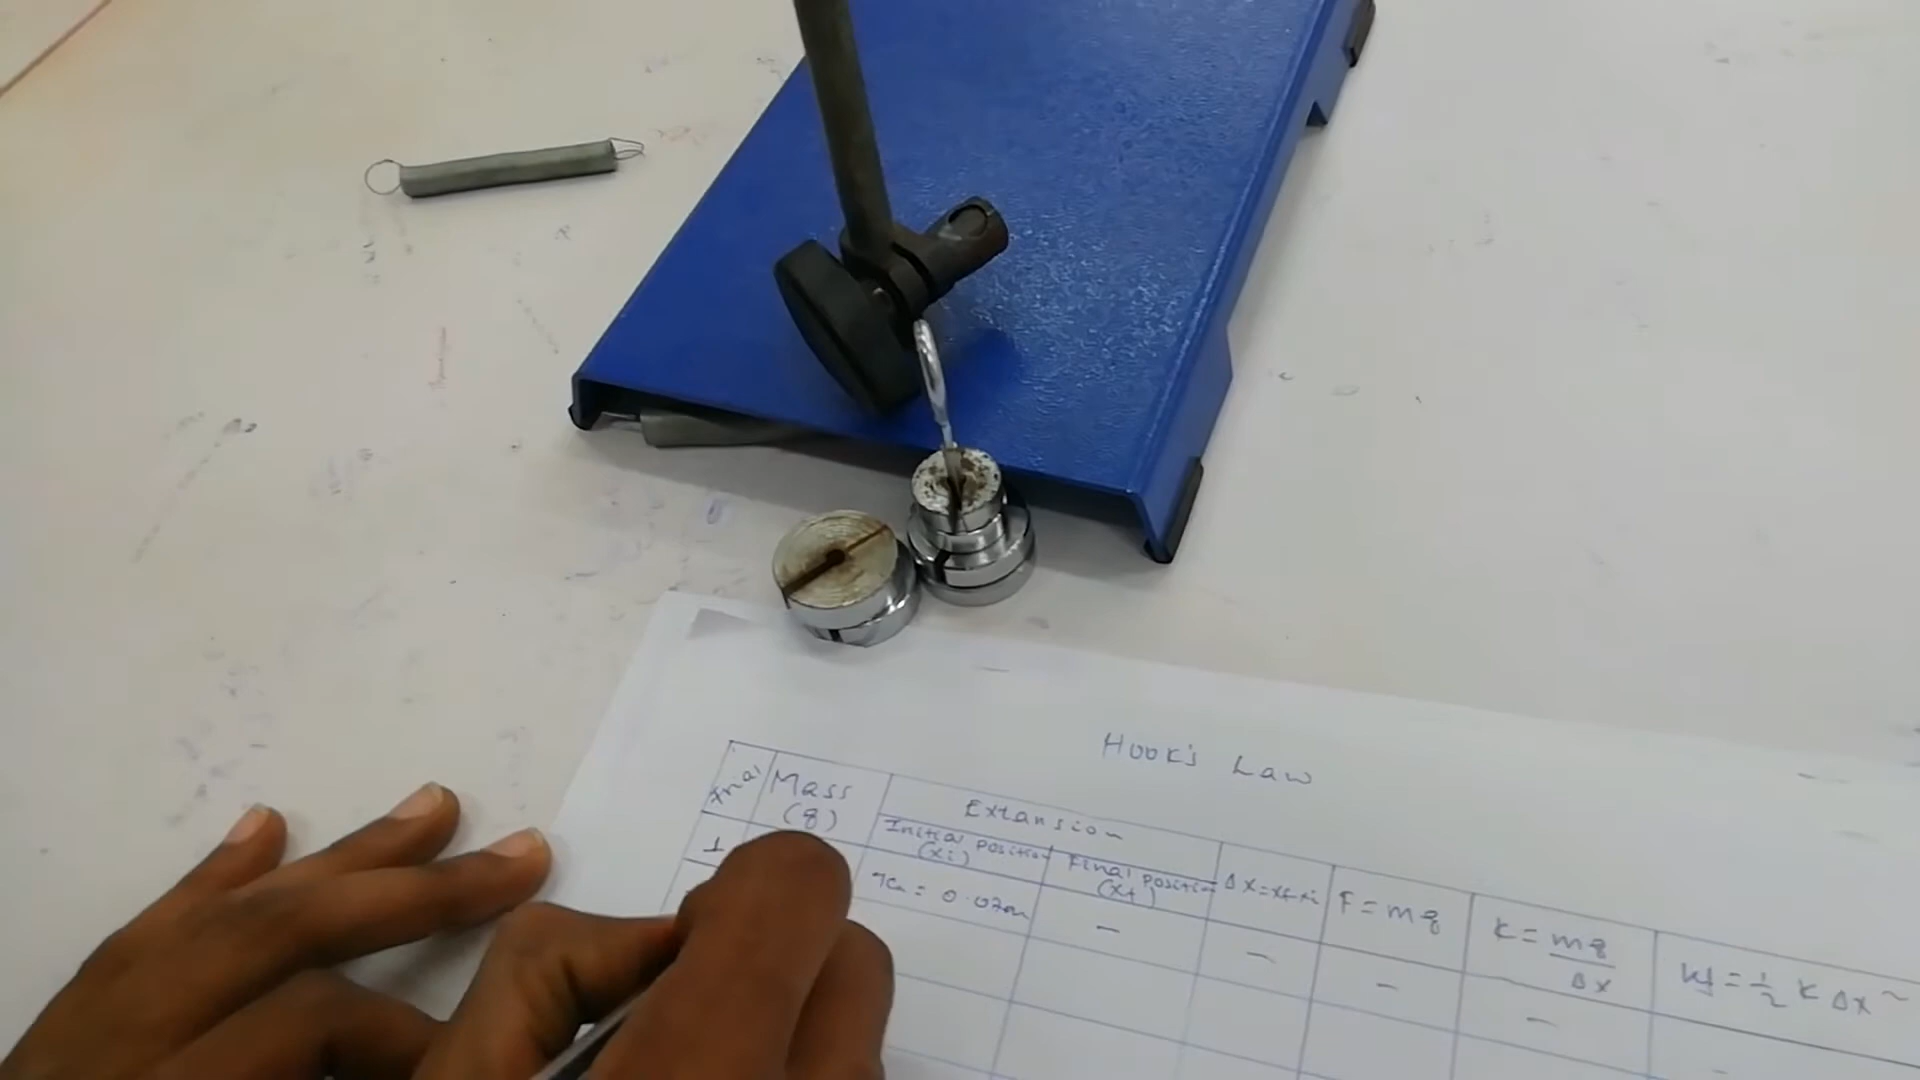 Hook's Law
Trial
Mass
(g)
Extansion
Initial position
(xi)
Final position
(xf)
Δx=xf-xi
F=mg
K=mg/Δx
W=1/2 K Δx²
1
7cm = 0.07m
—
—
—
—